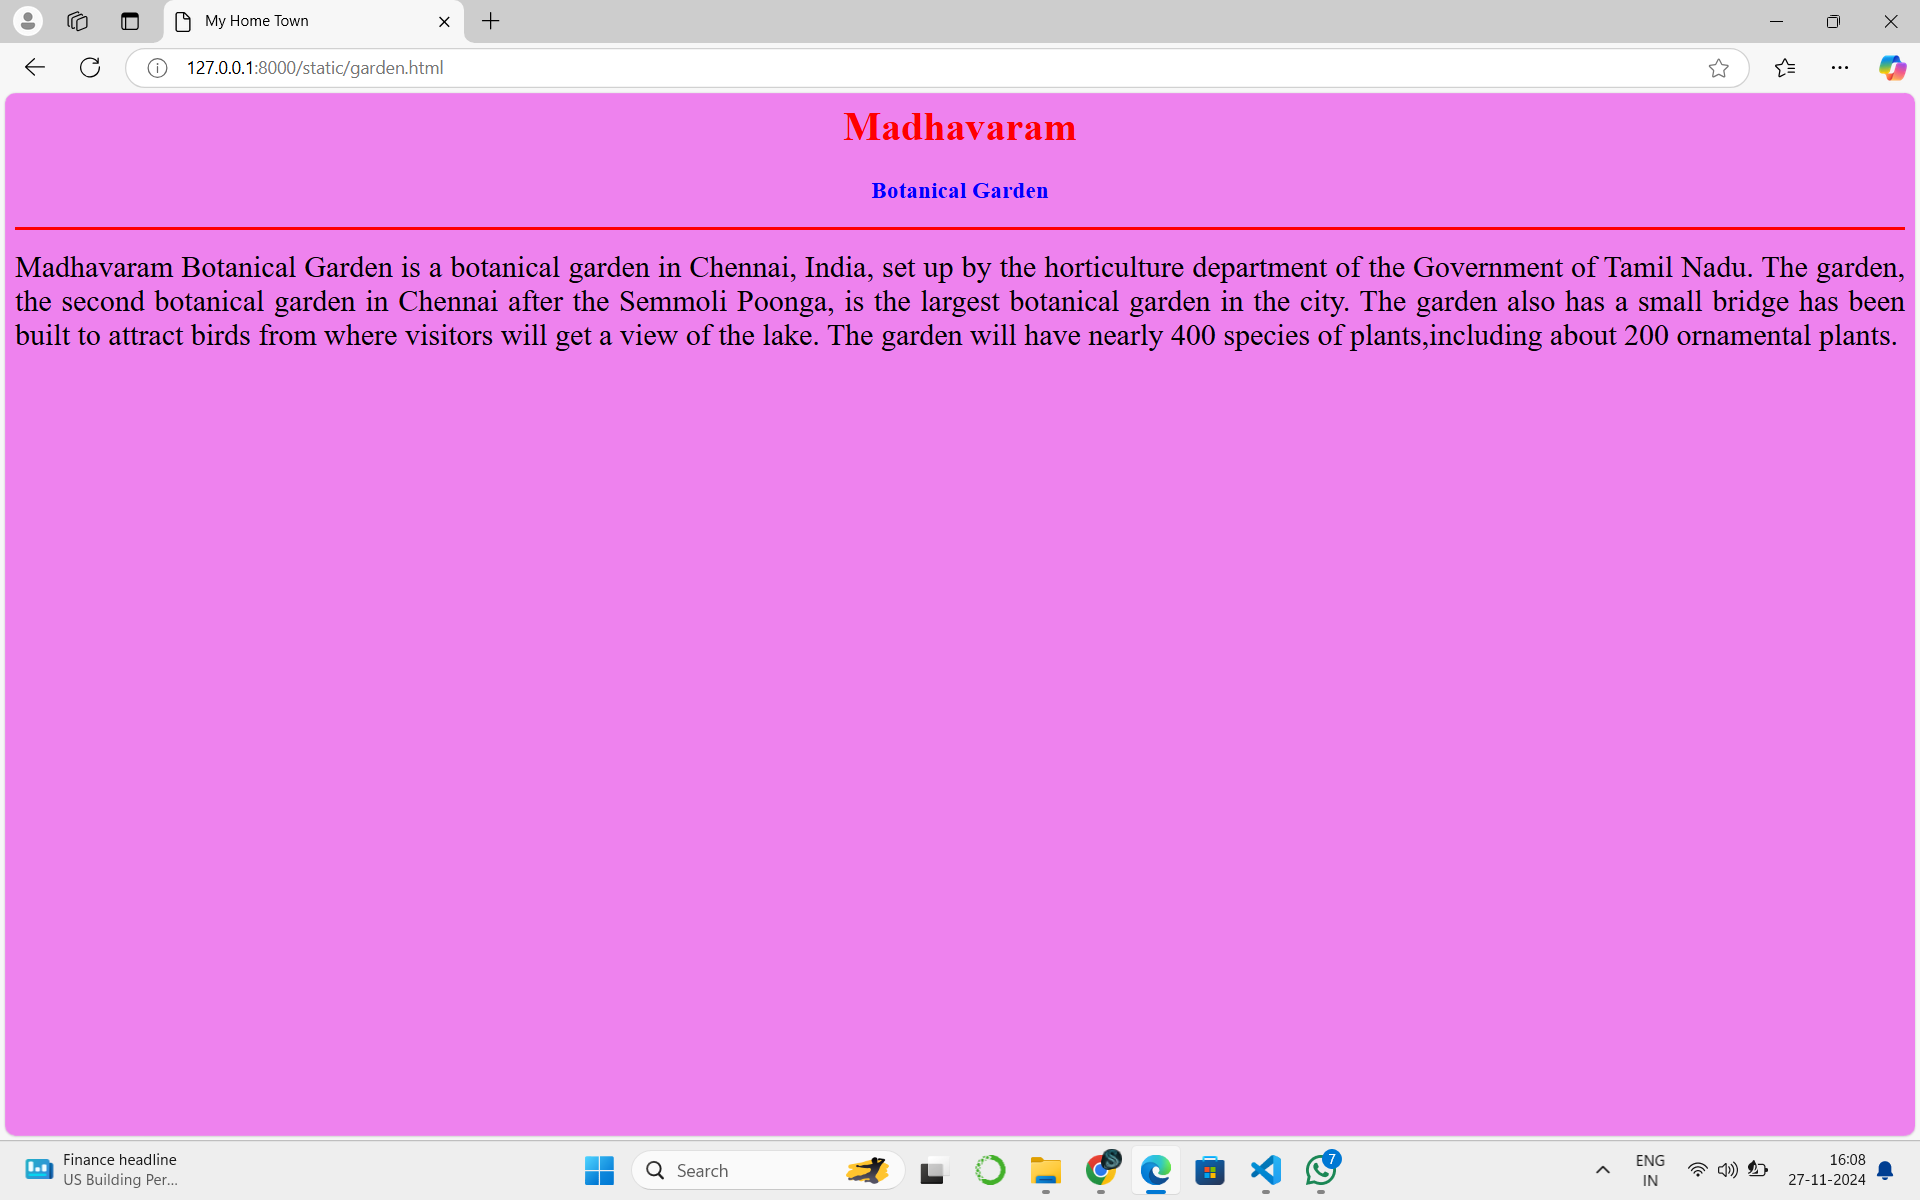 My Home Town
127.0.0.1:8000/static/garden.html
Madhavaram
Botanical Garden
Madhavaram Botanical Garden is a botanical garden in Chennai, India, set up by the horticulture department of the Government of Tamil Nadu. The garden,
the second botanical garden in Chennai after the Semmoli Poonga, is the largest botanical garden in the city. The garden also has a small bridge has been
built to attract birds from where visitors will get a view of the lake. The garden will have nearly 400 species of plants,including about 200 ornamental plants.
Finance headline
US Building Per...
Search
7
ENG
IN
16:08
27-11-2024